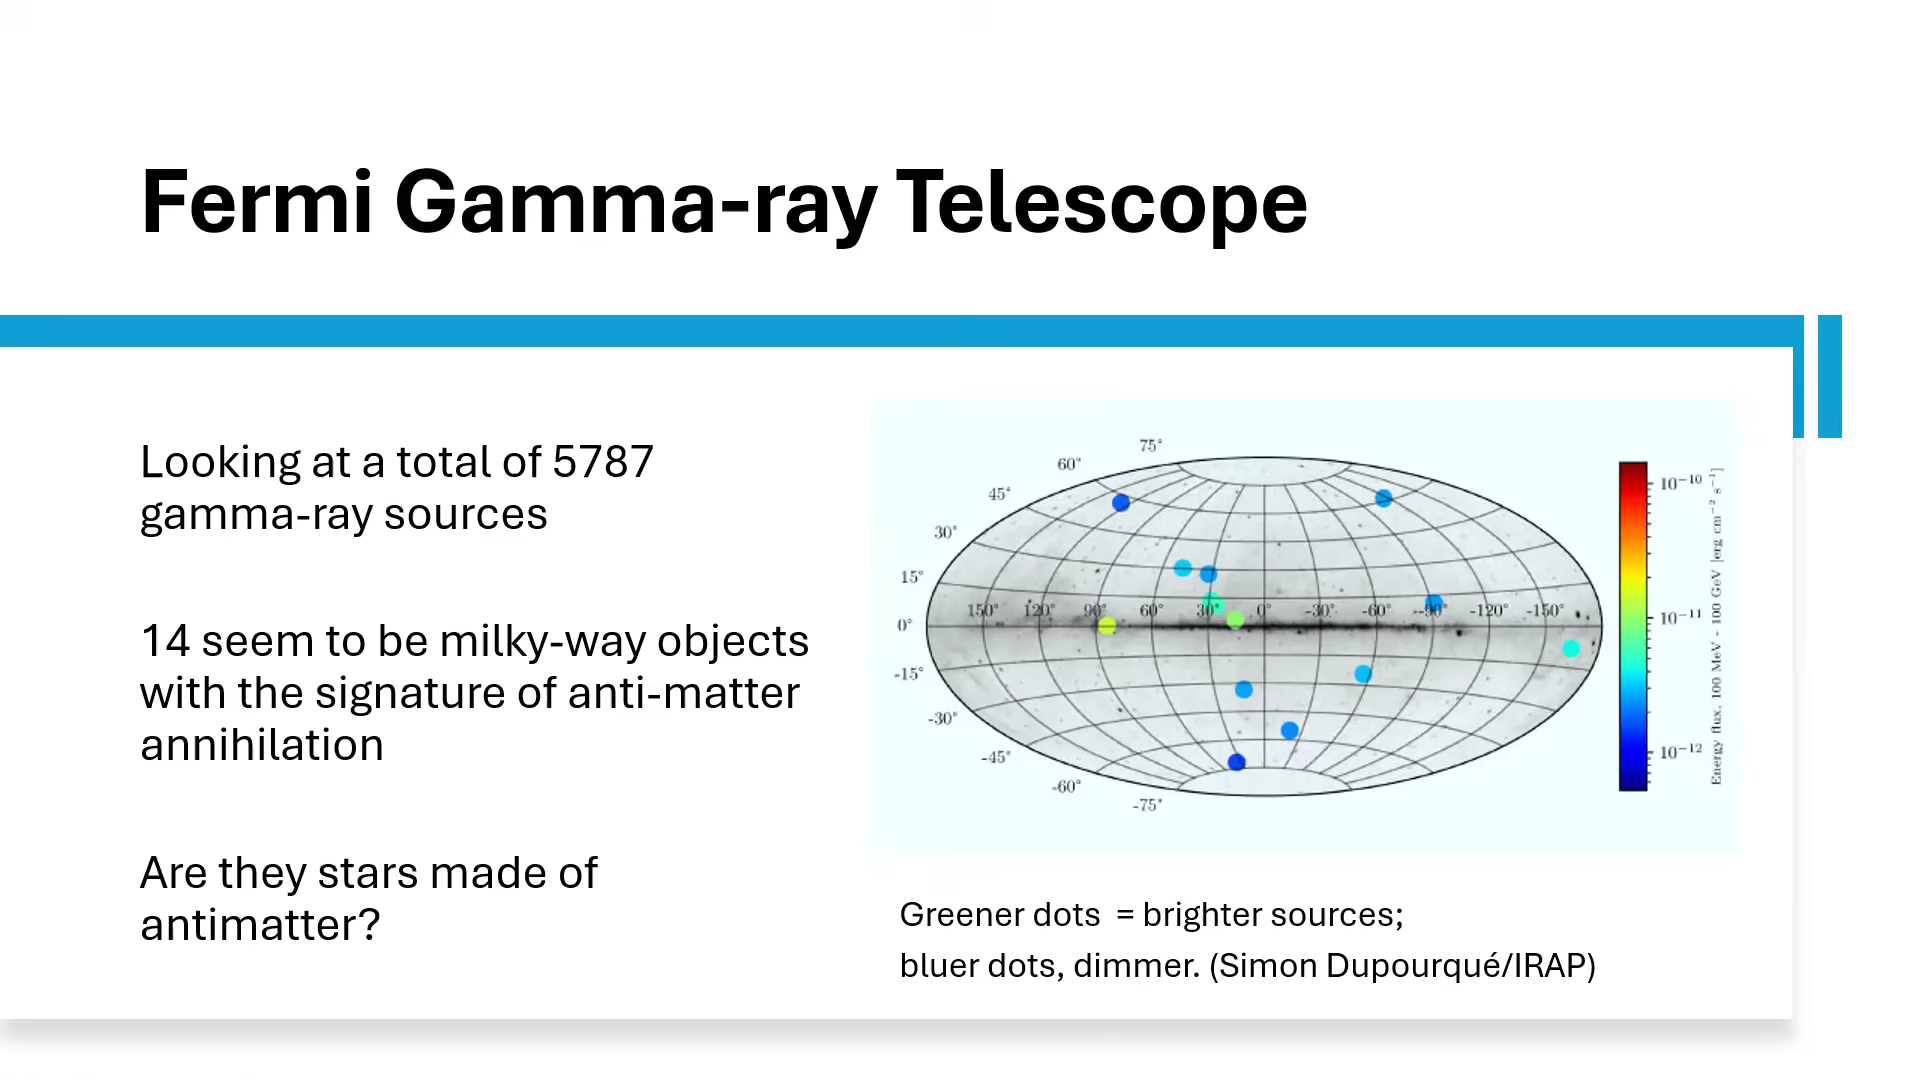 Fermi Gamma-ray Telescope
Looking at a total of 5787
gamma-ray sources
14 seem to be milky-way objects
with the signature of anti-matter
annihilation
Are they stars made of
antimatter?
75°
60°
45°
30°
15°
0°
-15°
-30°
-45°
-60°
-75°
150° 120° 90° 60° 30° 0° -30° -60° -90° -120° -150°
10⁻¹⁰
10⁻¹¹
10⁻¹²
Energy flux, 100 MeV - 100 GeV [erg cm⁻² s⁻¹]
Greener dots = brighter sources;
bluer dots, dimmer. (Simon Dupourqué/IRAP)